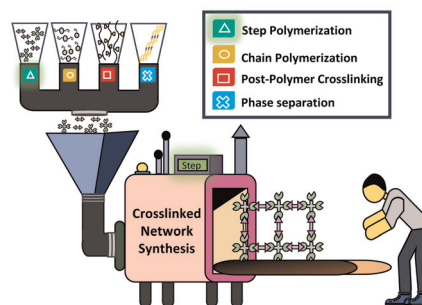 Step Polymerization
Chain Polymerization
Post-Polymer Crosslinking
Phase separation
Step
Crosslinked
Network
Synthesis